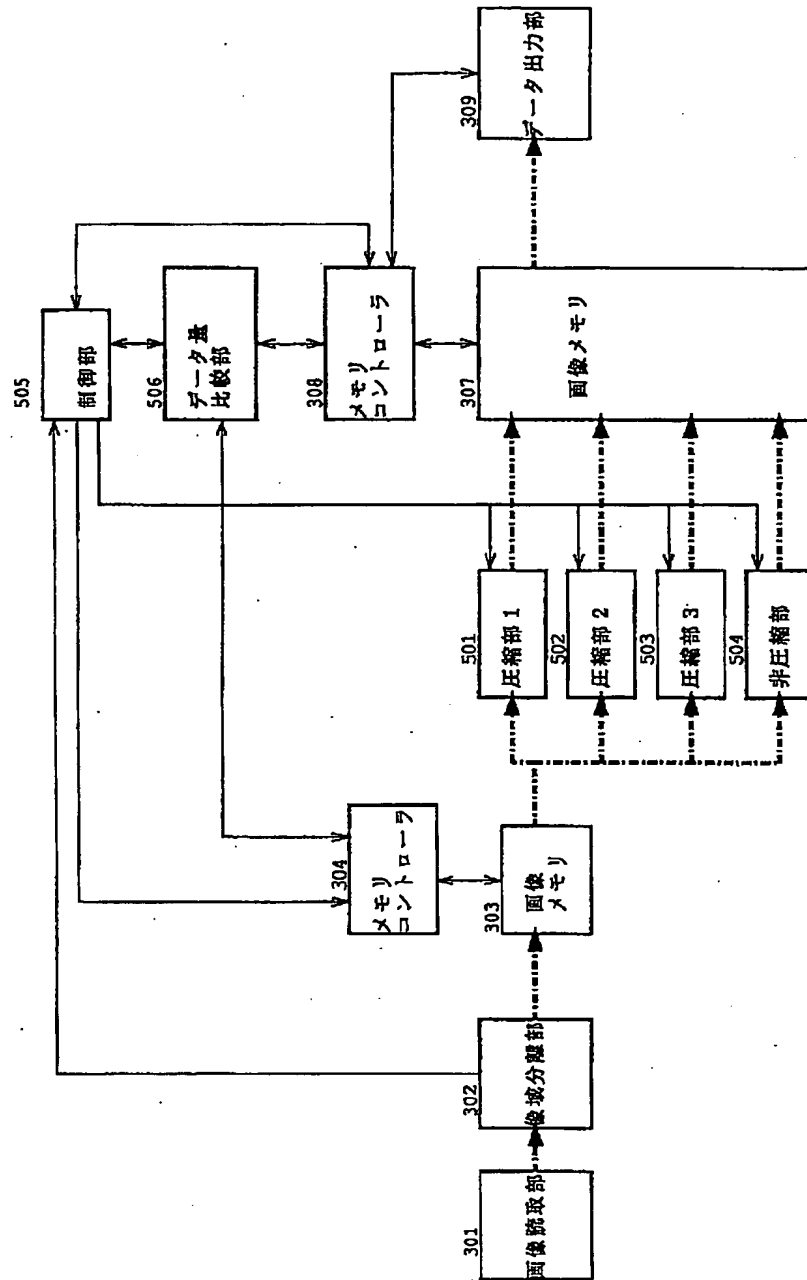 505
制御部
506
データ量
比較部
308
メモリ
コントローラ
309
データ出力部
307
画像メモリ
501
圧縮部1
502
圧縮部2
503
圧縮部3
504
非圧縮部
304
メモリ
コントローラ
303
画像
メモリ
302
像域分離部
301
画像読取部